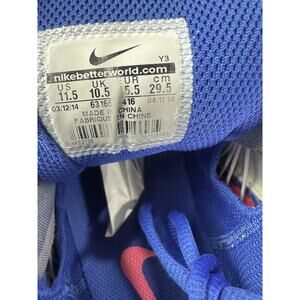 Y3
nikebetterworld.com
US UK EUR cm
11.5 10.5 5.5 29.5
03/12/14 6316 416 04/11/14
MADE IN CHINA
FABRIQUE EN CHINE